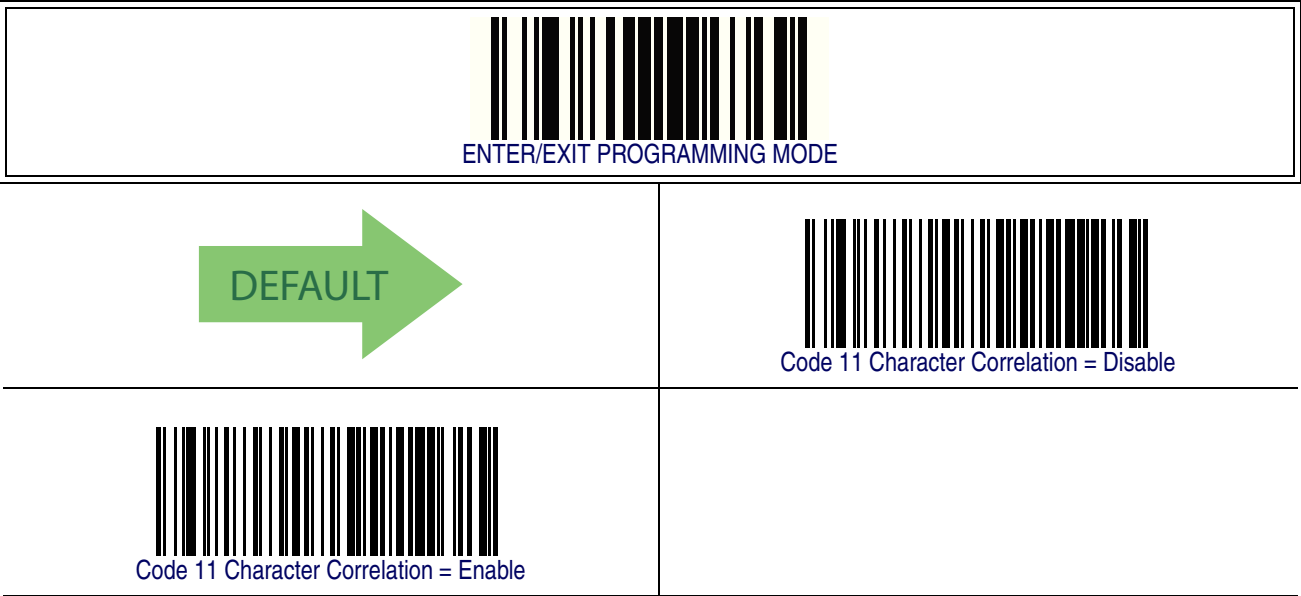 ENTER/EXIT PROGRAMMING MODE
DEFAULT
Code 11 Character Correlation = Disable
Code 11 Character Correlation = Enable